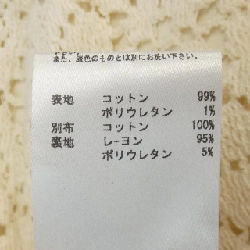 また、淡色のものとは別にお洗い下さい。
表地 コットン 99%
ポリウレタン 1%
別布 コットン 100%
裏地 レーヨン 95%
ポリウレタン 5%